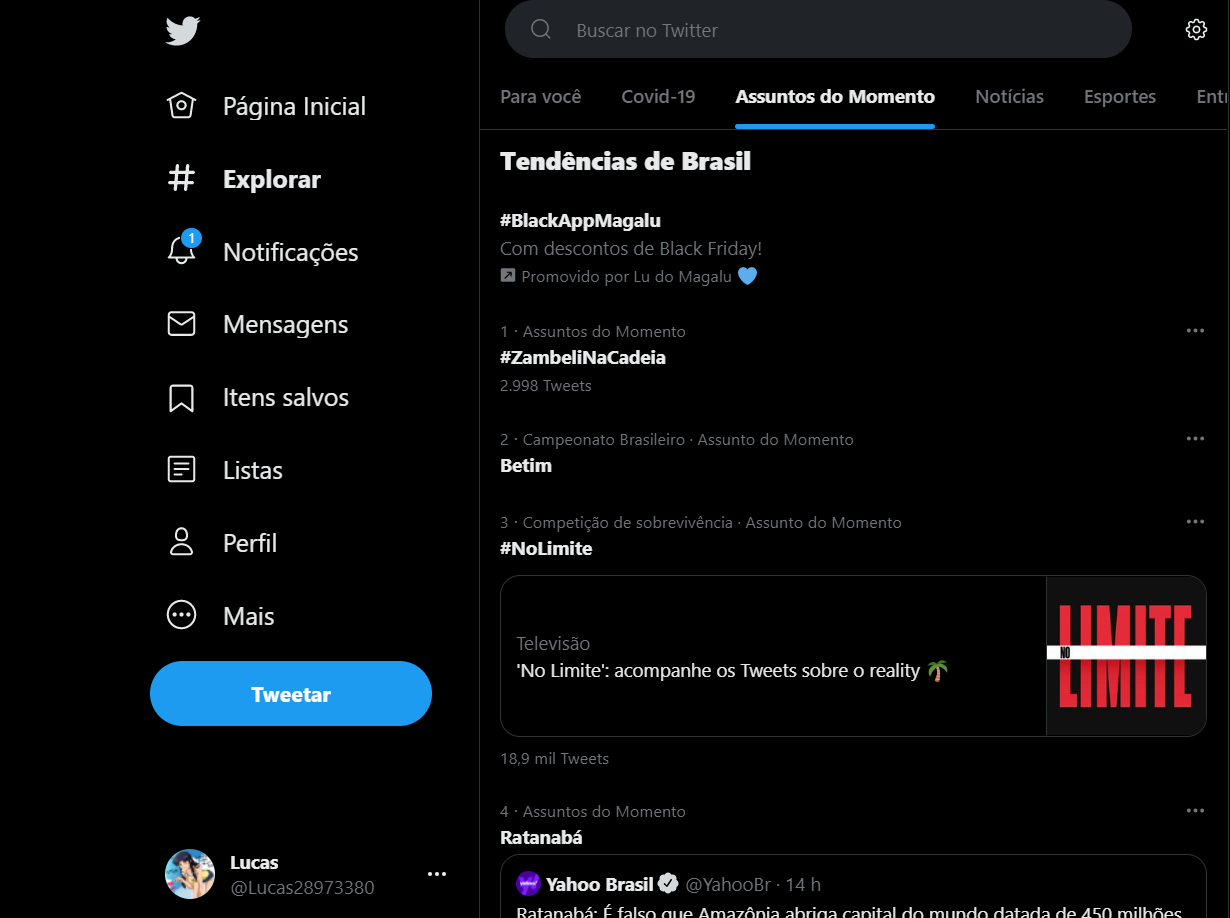 Página Inicial
Explorar
1
Notificações
Mensagens
Itens salvos
Listas
Perfil
Mais
Tweetar
Lucas
@Lucas28973380
Buscar no Twitter
Para você Covid-19 Assuntos do Momento Notícias Esportes Entr
Tendências de Brasil
#BlackAppMagalu
Com descontos de Black Friday!
Promovido por Lu do Magalu 💙
1 · Assuntos do Momento
#ZambeliNaCadeia
2.998 Tweets
2 · Campeonato Brasileiro · Assunto do Momento
Betim
3 · Competição de sobrevivência · Assunto do Momento
#NoLimite
Televisão
'No Limite': acompanhe os Tweets sobre o reality 🌴
NO
LIMITE
18,9 mil Tweets
4 · Assuntos do Momento
Ratanabá
Yahoo Brasil @YahooBr · 14 h
Ratanabá: É falso que Amazônia abriga capital do mundo datada de 450 milhões